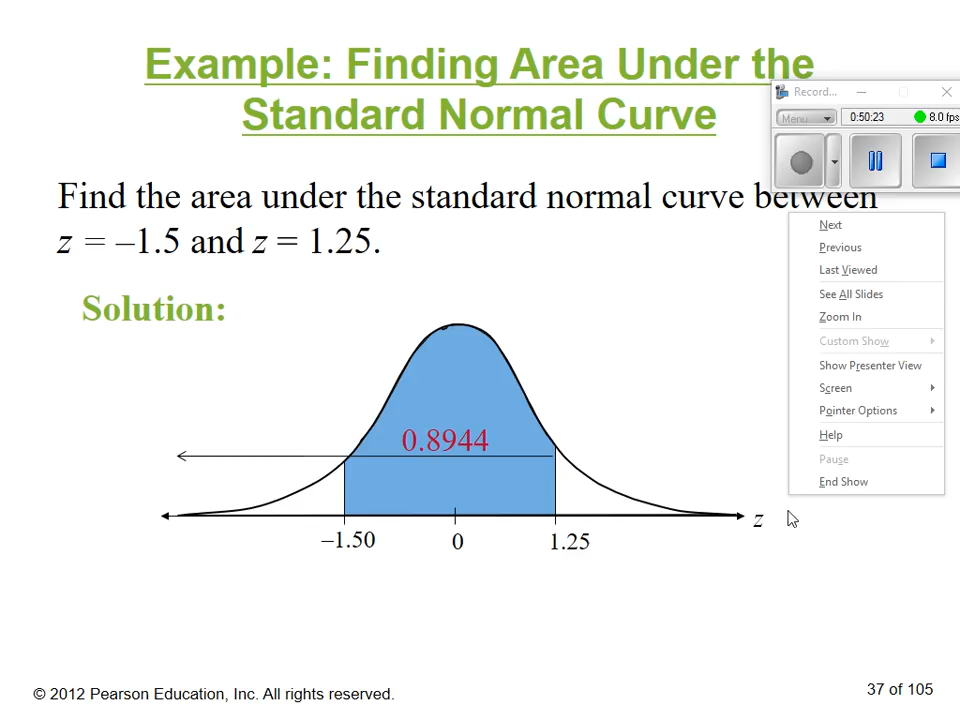 Example: Finding Area Under the
Standard Normal Curve
Record...
Menu
0:50:23
8.0 fps
Find the area under the standard normal curve between
z = –1.5 and z = 1.25.
Next
Previous
Last Viewed
See All Slides
Zoom In
Custom Show
Show Presenter View
Screen
Pointer Options
Help
Pause
End Show
Solution:
0.8944
z
–1.50
0
1.25
© 2012 Pearson Education, Inc. All rights reserved.
37 of 105